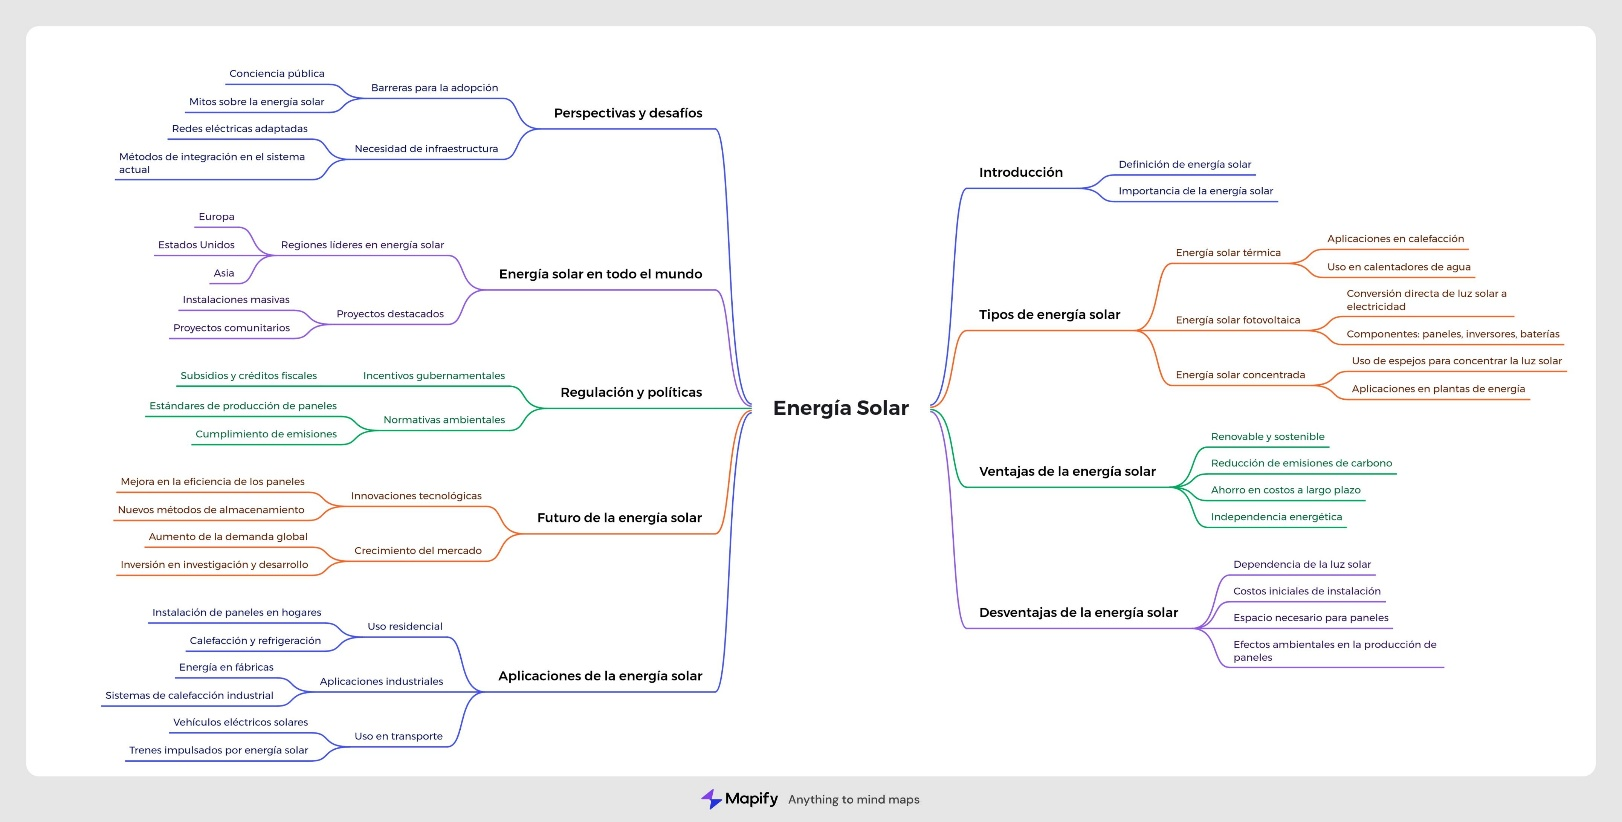 Energía Solar
Introducción
Definición de energía solar
Importancia de la energía solar
Tipos de energía solar
Energía solar térmica
Aplicaciones en calefacción
Uso en calentadores de agua
Energía solar fotovoltaica
Conversión directa de luz solar a
electricidad
Componentes: paneles, inversores, baterías
Energía solar concentrada
Uso de espejos para concentrar la luz solar
Aplicaciones en plantas de energía
Ventajas de la energía solar
Renovable y sostenible
Reducción de emisiones de carbono
Ahorro en costos a largo plazo
Independencia energética
Desventajas de la energía solar
Dependencia de la luz solar
Costos iniciales de instalación
Espacio necesario para paneles
Efectos ambientales en la producción de
paneles
Perspectivas y desafíos
Barreras para la adopción
Conciencia pública
Mitos sobre la energía solar
Necesidad de infraestructura
Redes eléctricas adaptadas
Métodos de integración en el sistema
actual
Energía solar en todo el mundo
Regiones líderes en energía solar
Europa
Estados Unidos
Asia
Proyectos destacados
Instalaciones masivas
Proyectos comunitarios
Regulación y políticas
Incentivos gubernamentales
Subsidios y créditos fiscales
Normativas ambientales
Estándares de producción de paneles
Cumplimiento de emisiones
Futuro de la energía solar
Innovaciones tecnológicas
Mejora en la eficiencia de los paneles
Nuevos métodos de almacenamiento
Crecimiento del mercado
Aumento de la demanda global
Inversión en investigación y desarrollo
Aplicaciones de la energía solar
Uso residencial
Instalación de paneles en hogares
Calefacción y refrigeración
Aplicaciones industriales
Energía en fábricas
Sistemas de calefacción industrial
Uso en transporte
Vehículos eléctricos solares
Trenes impulsados por energía solar
Mapify Anything to mind maps